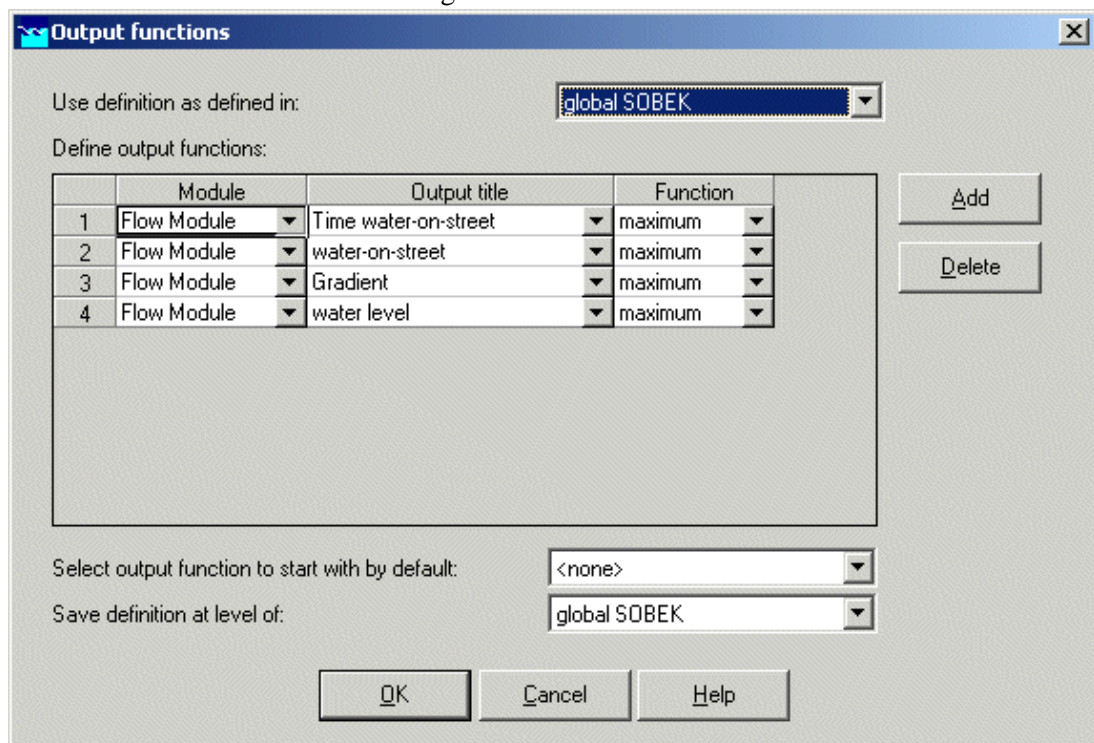 Output functions
Use definition as defined in: global SOBEK
Define output functions:
Module Output title Function
1 Flow Module Time water-on-street maximum
2 Flow Module water-on-street maximum
3 Flow Module Gradient maximum
4 Flow Module water level maximum
Add
Delete
Select output function to start with by default: <none>
Save definition at level of: global SOBEK
OK Cancel Help